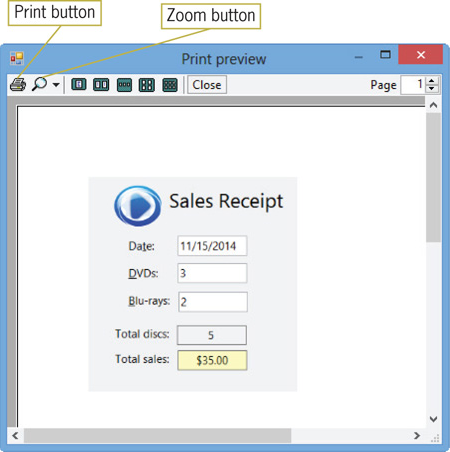 Print button
Zoom button
Print preview
Close
Page 1
Sales Receipt
Date: 11/15/2014
DVDs: 3
Blu-rays: 2
Total discs: 5
Total sales: $35.00